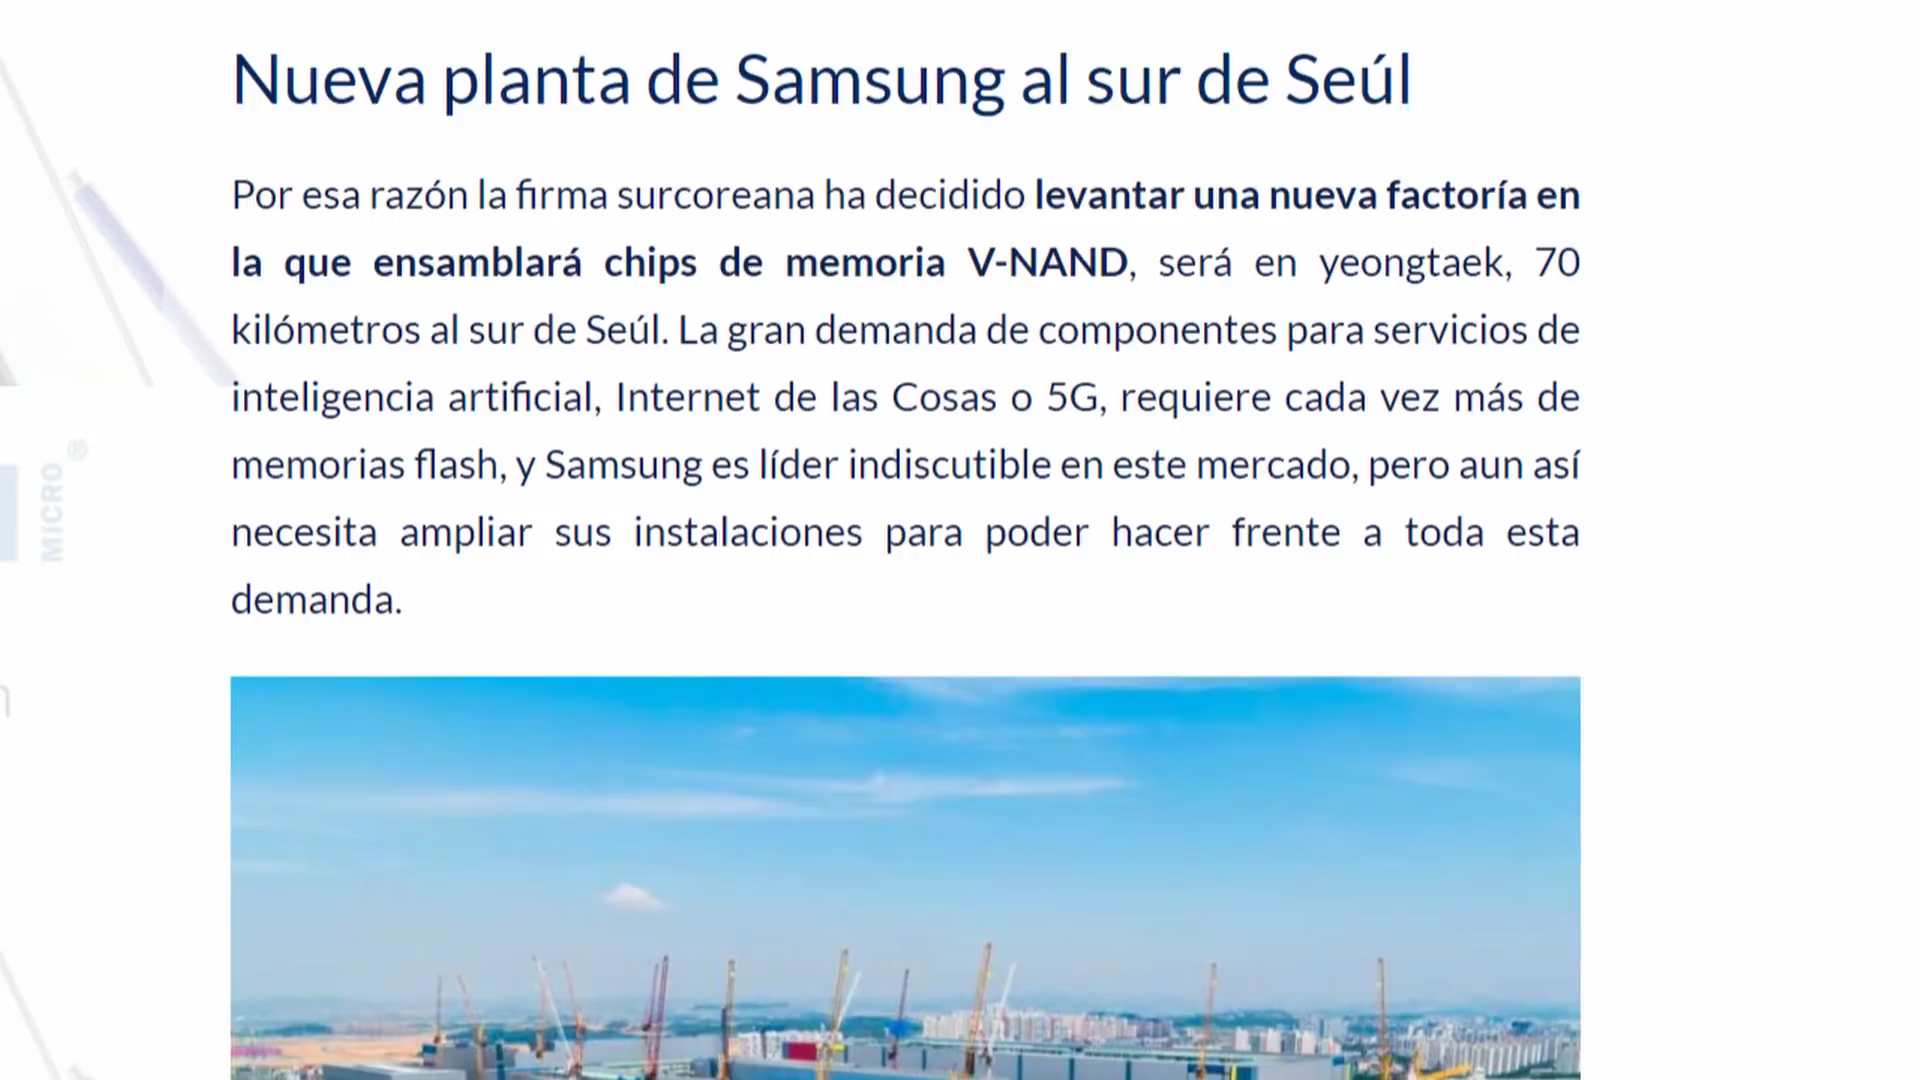 Nueva planta de Samsung al sur de Seúl
Por esa razón la firma surcoreana ha decidido levantar una nueva factoría en
la que ensamblará chips de memoria V-NAND, será en yeongtaek, 70
kilómetros al sur de Seúl. La gran demanda de componentes para servicios de
inteligencia artificial, Internet de las Cosas o 5G, requiere cada vez más de
memorias flash, y Samsung es líder indiscutible en este mercado, pero aun así
necesita ampliar sus instalaciones para poder hacer frente a toda esta
demanda.
MICRO ®